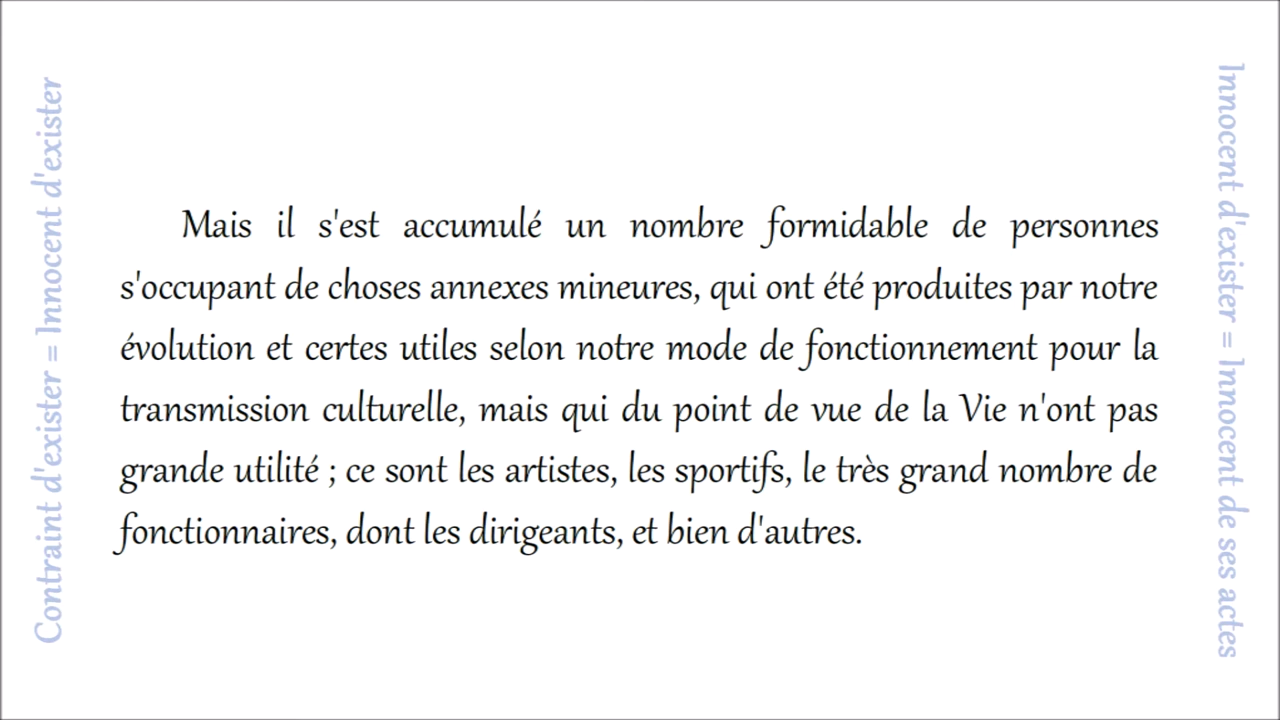 Contraint d'exister = Innocent d'exister
Mais il s'est accumulé un nombre formidable de personnes
s'occupant de choses annexes mineures, qui ont été produites par notre
évolution et certes utiles selon notre mode de fonctionnement pour la
transmission culturelle, mais qui du point de vue de la Vie n'ont pas
grande utilité ; ce sont les artistes, les sportifs, le très grand nombre de
fonctionnaires, dont les dirigeants, et bien d'autres.
Innocent d'exister = Innocent de ses actes